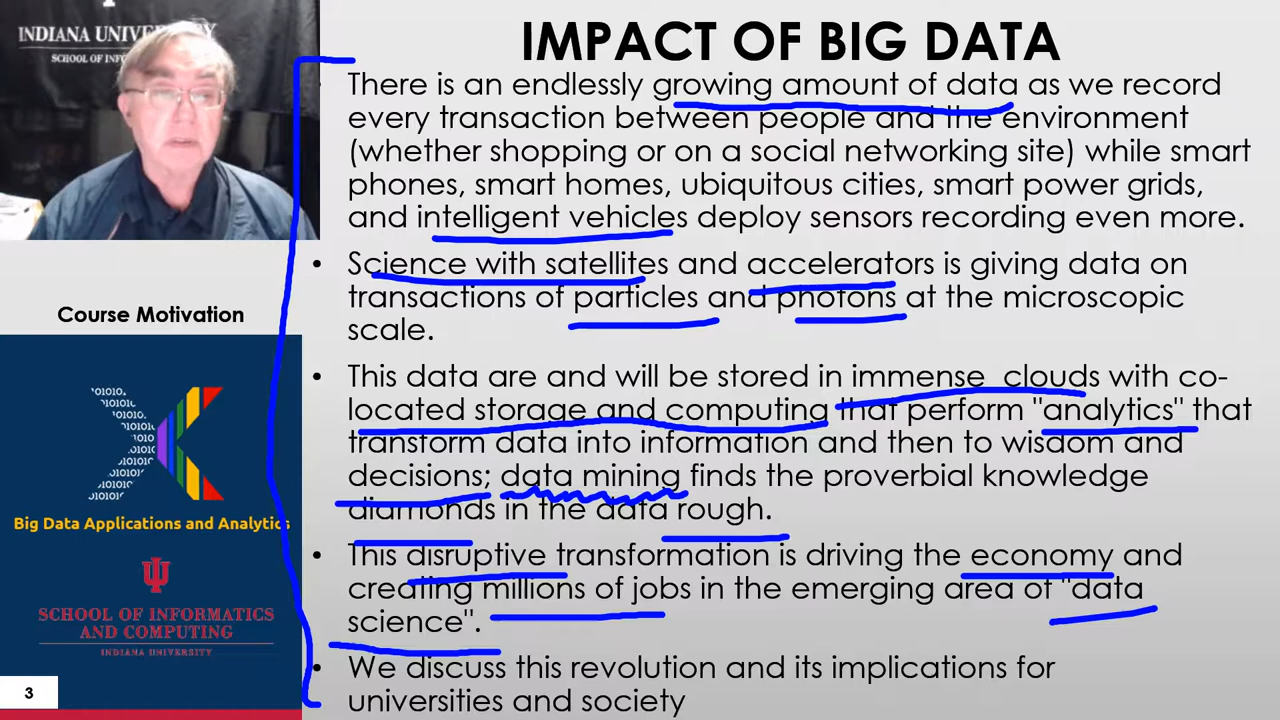 INDIANA UNIVERSITY
SCHOOL OF INF
IMPACT OF BIG DATA
• There is an endlessly growing amount of data as we record
every transaction between people and the environment
(whether shopping or on a social networking site) while smart
phones, smart homes, ubiquitous cities, smart power grids,
and intelligent vehicles deploy sensors recording even more.
• Science with satellites and accelerators is giving data on
transactions of particles and photons at the microscopic
scale.
• This data are and will be stored in immense clouds with co-
located storage and computing that perform "analytics" that
transform data into information and then to wisdom and
decisions; data mining finds the proverbial knowledge
diamonds in the data rough.
• This disruptive transformation is driving the economy and
creating millions of jobs in the emerging area of "data
science".
• We discuss this revolution and its implications for
universities and society
Course Motivation
Big Data Applications and Analytics
SCHOOL OF INFORMATICS
AND COMPUTING
INDIANA UNIVERSITY
3